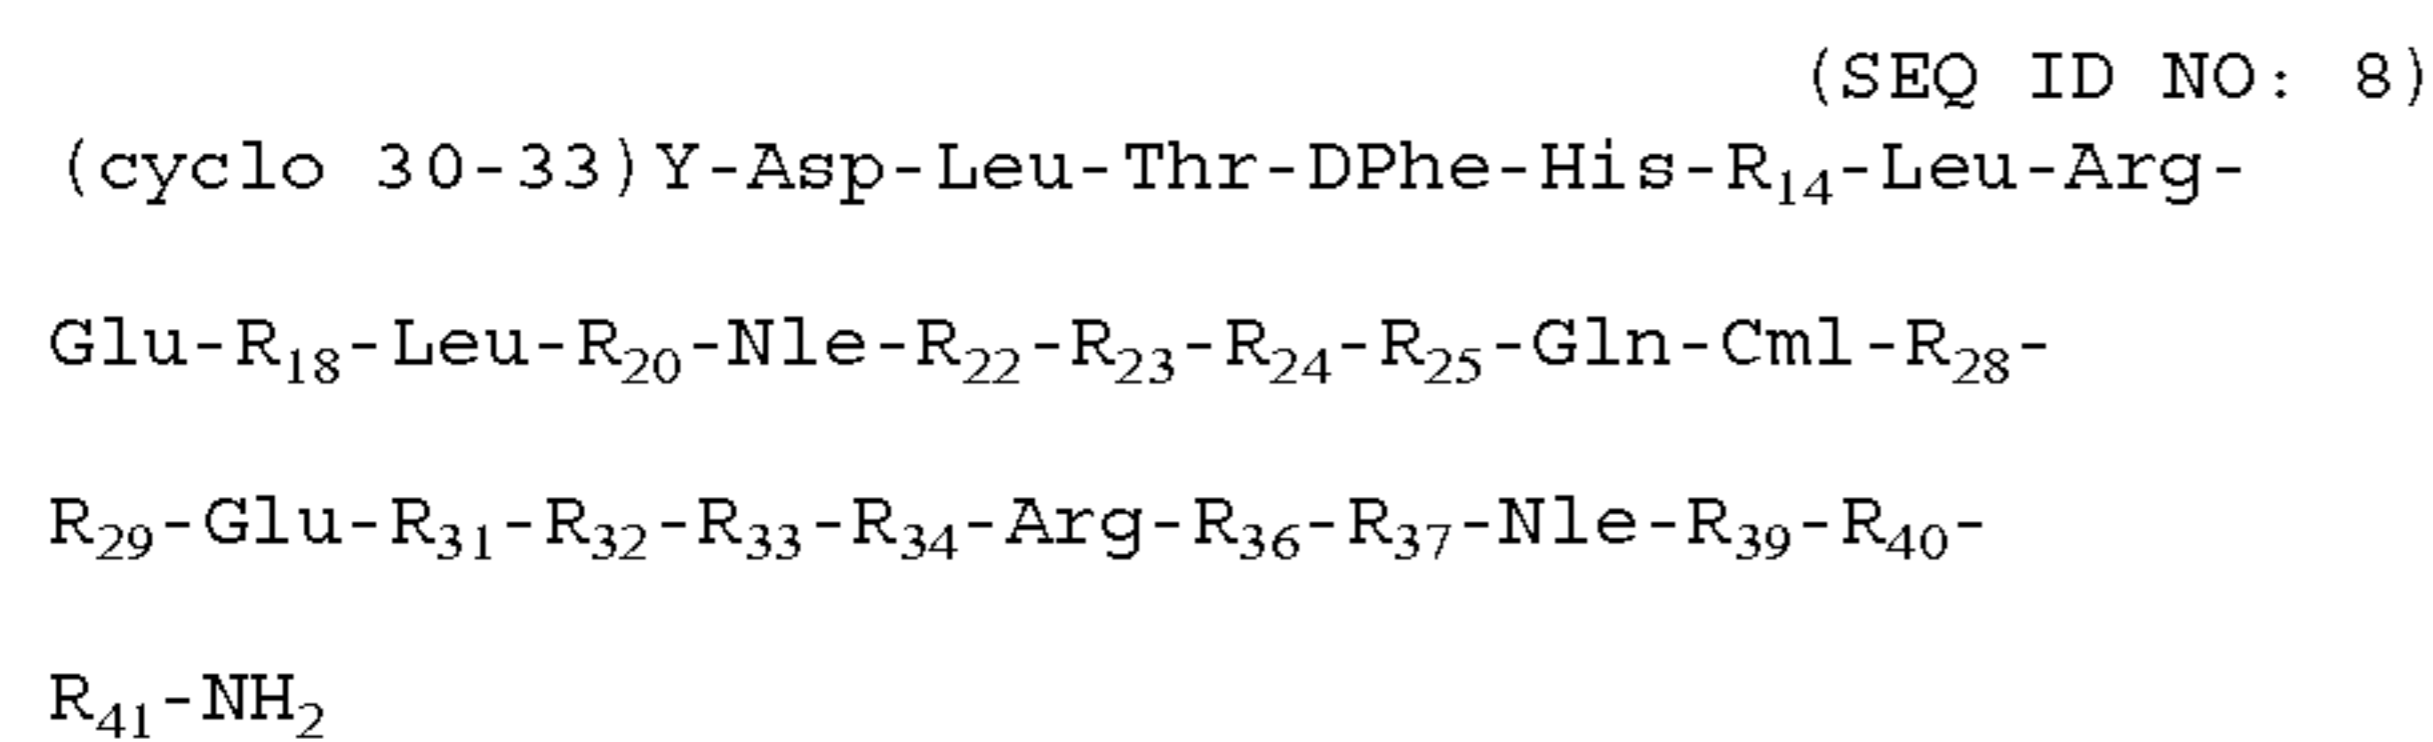 (SEQ ID NO: 8)
(cyclo 30-33)Y-Asp-Leu-Thr-DPhe-His-R₁₄-Leu-Arg-
Glu-R₁₈-Leu-R₂₀-Nle-R₂₂-R₂₃-R₂₄-R₂₅-Gln-Cml-R₂₈-
R₂₉-Glu-R₃₁-R₃₂-R₃₃-R₃₄-Arg-R₃₆-R₃₇-Nle-R₃₉-R₄₀-
R₄₁-NH₂